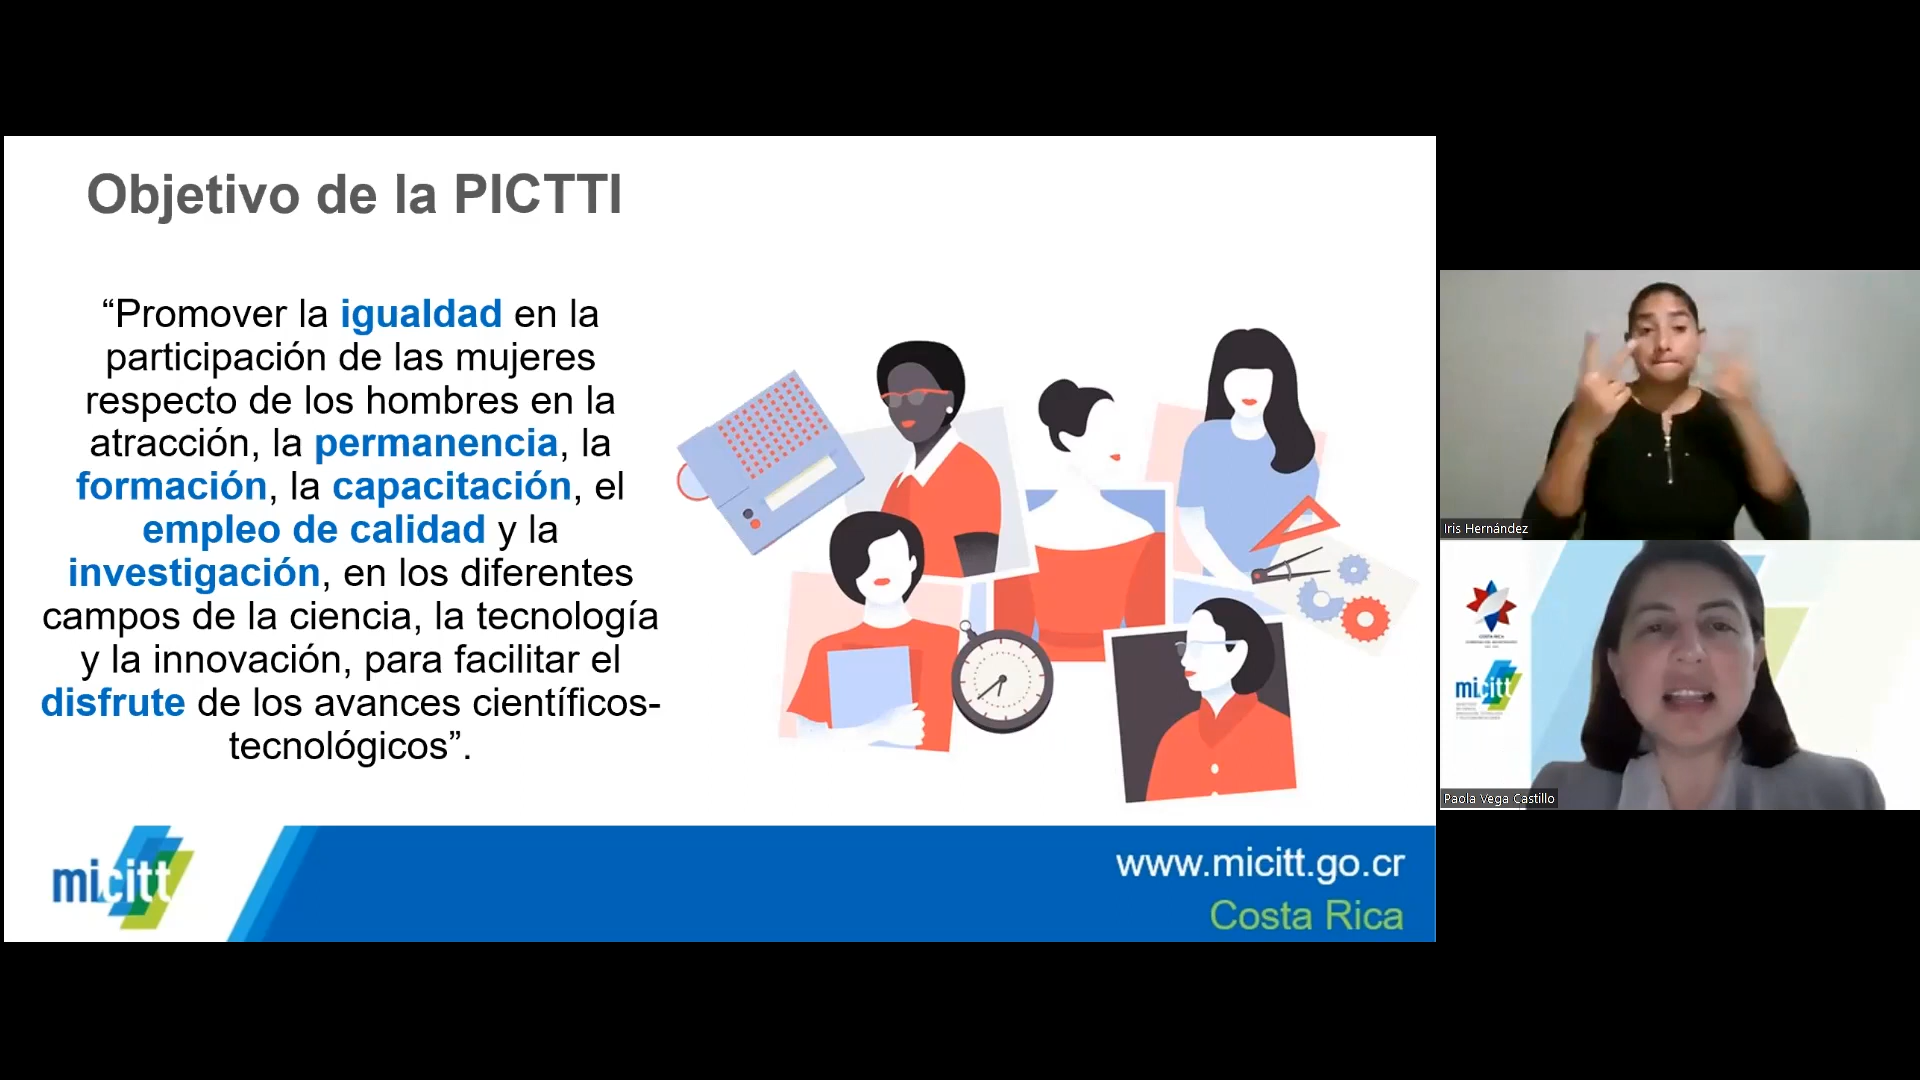 Objetivo de la PICTTI
“Promover la igualdad en la
participación de las mujeres
respecto de los hombres en la
atracción, la permanencia, la
formación, la capacitación, el
empleo de calidad y la
investigación, en los diferentes
campos de la ciencia, la tecnología
y la innovación, para facilitar el
disfrute de los avances científicos-
tecnológicos”.
micitt
www.micitt.go.cr
Costa Rica
Iris Hernández
COSTA RICA
micitt
Paola Vega Castillo